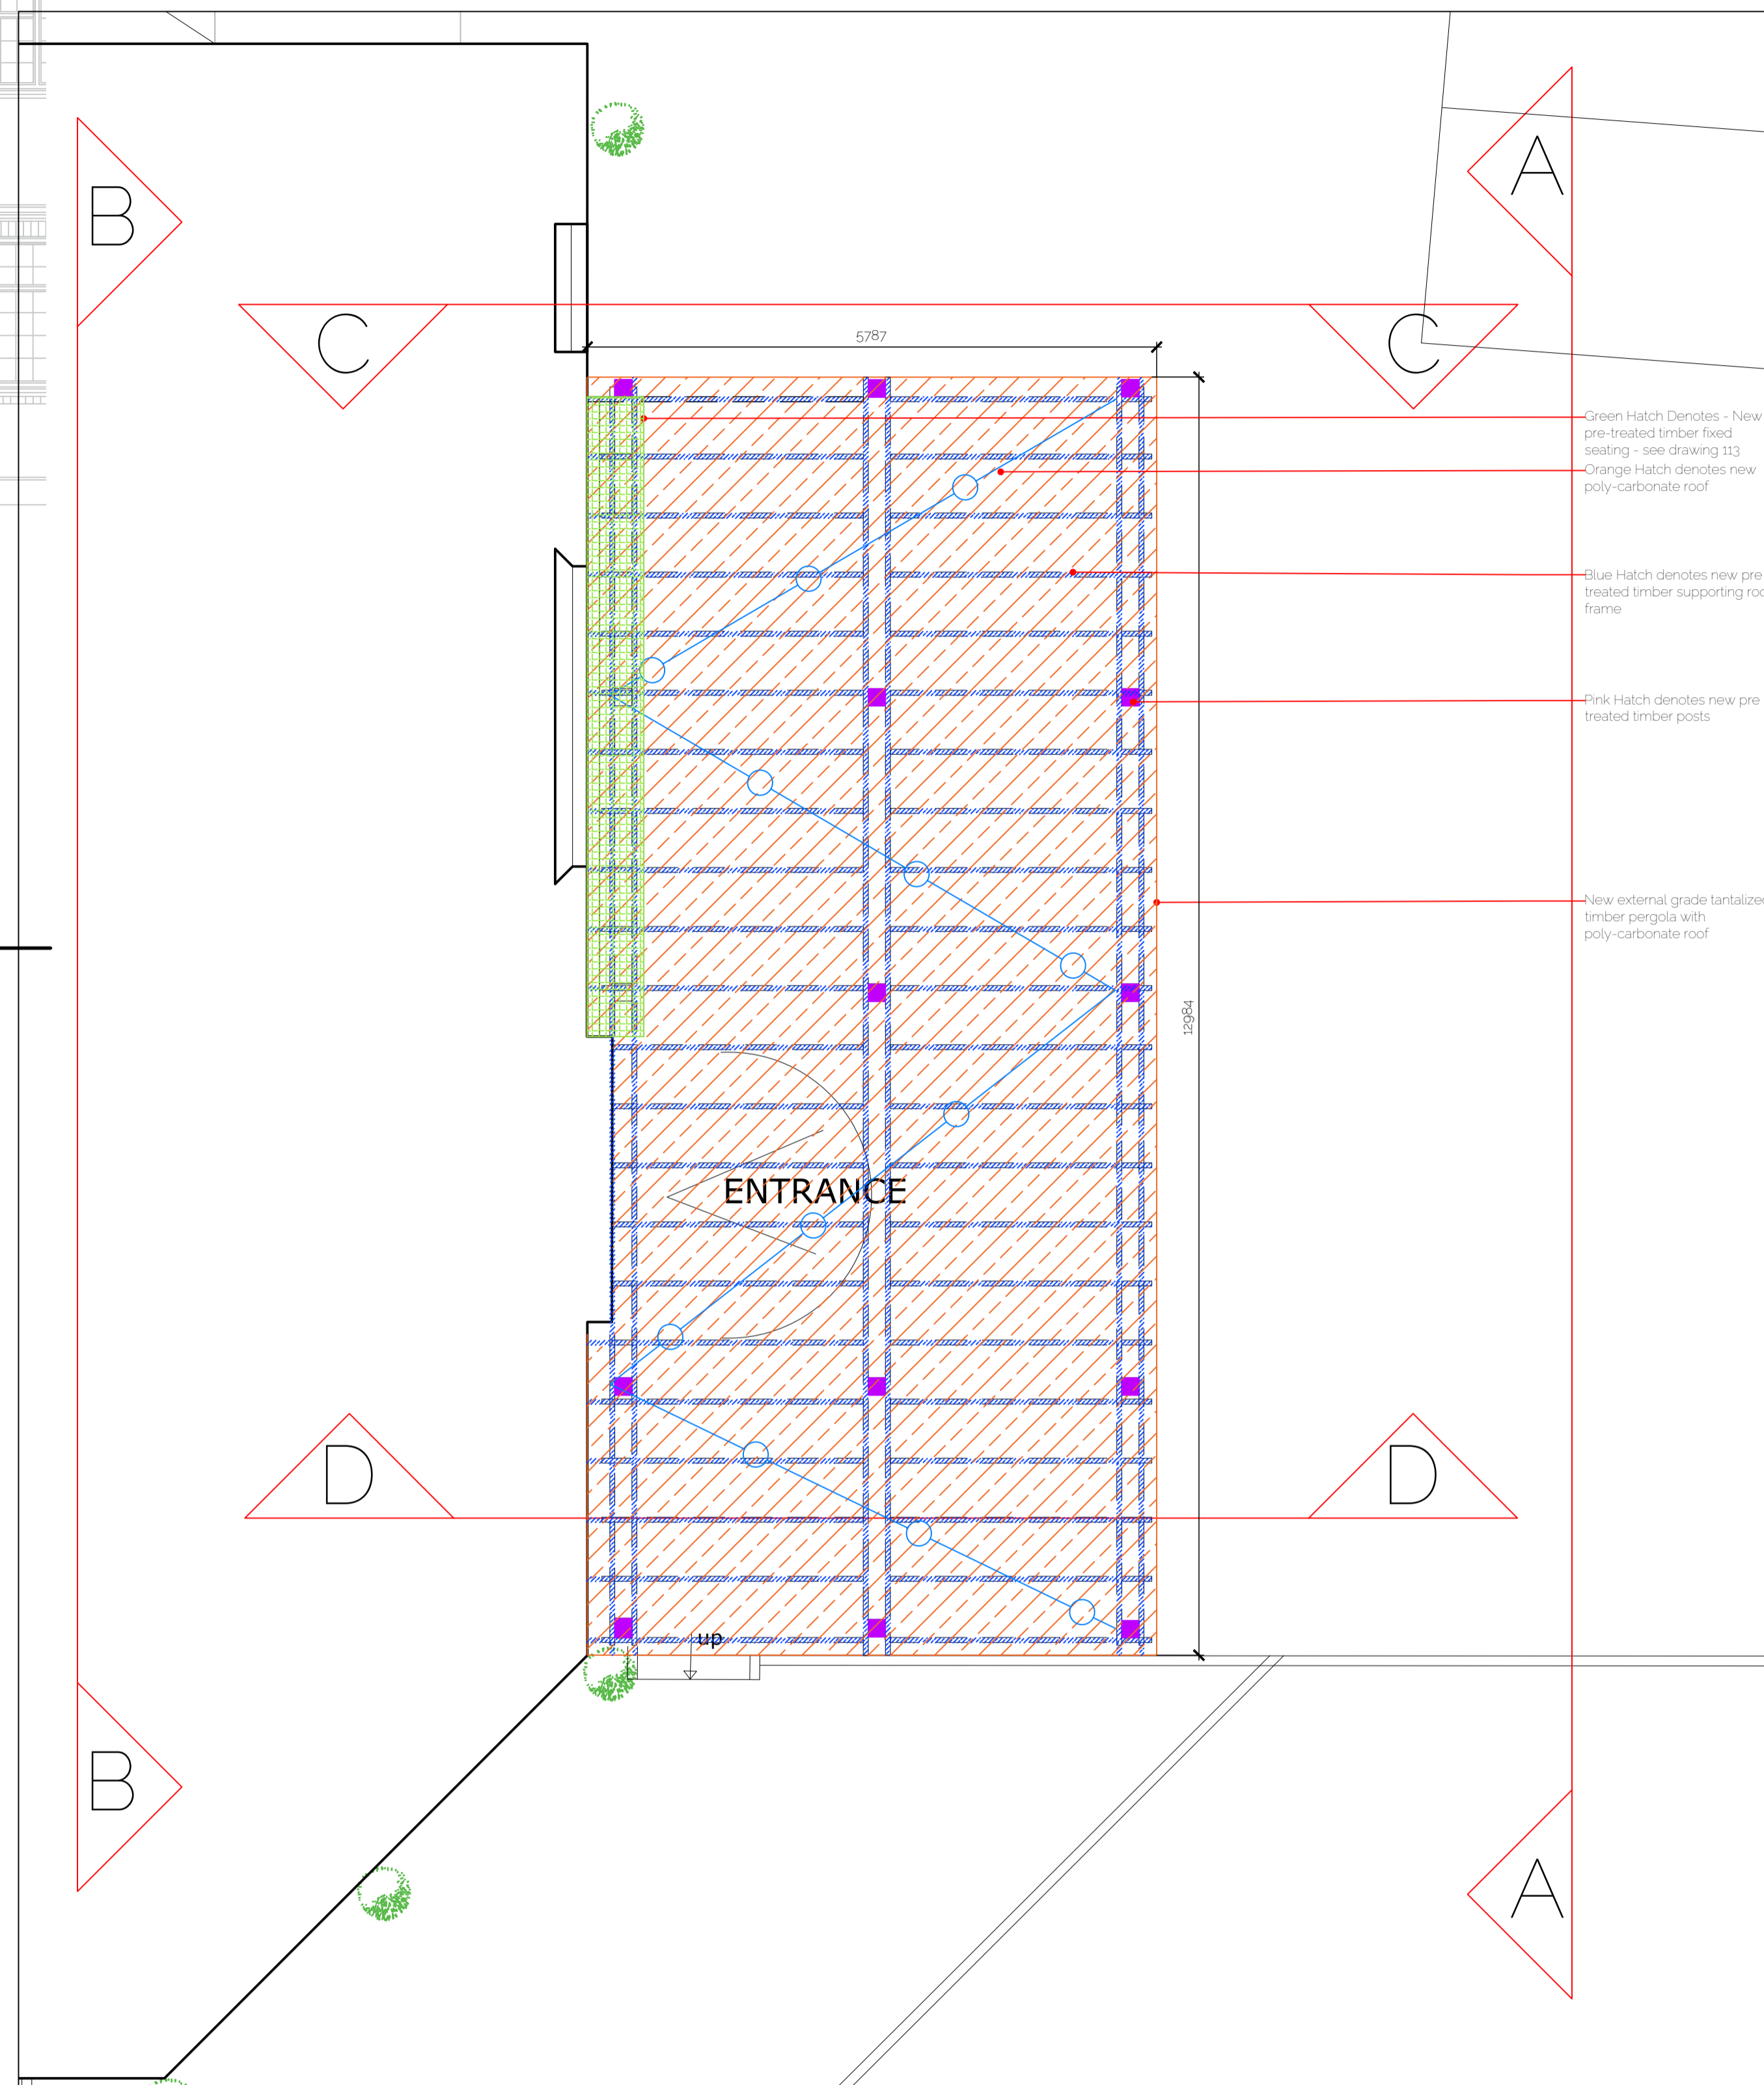 B
A
C
C
5787
Green Hatch Denotes - New
pre-treated timber fixed
seating - see drawing 113
Orange Hatch denotes new
poly-carbonate roof
Blue Hatch denotes new pre
treated timber supporting
frame
Pink Hatch denotes new pre
treated timber posts
New external grade tantalized
timber pergola with
poly-carbonate roof
12984
ENTRANCE
D
D
up
B
A